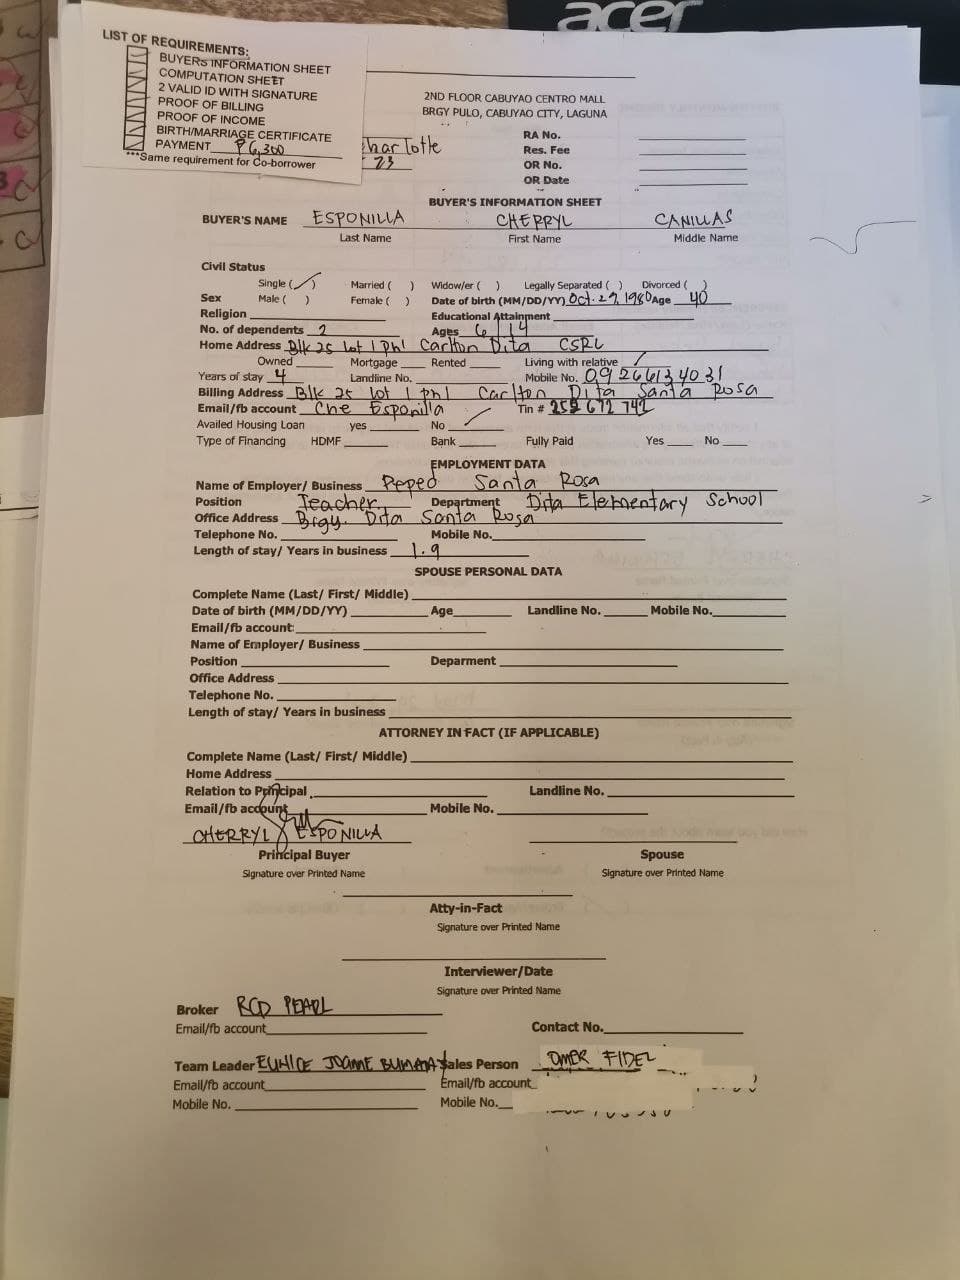 acer
LIST OF REQUIREMENTS:
BUYERS INFORMATION SHEET
COMPUTATION SHEET
2 VALID ID WITH SIGNATURE
PROOF OF BILLING
PROOF OF INCOME
BIRTH/MARRIAGE CERTIFICATE
PAYMENT ₱6,300
***Same requirement for Co-borrower
2ND FLOOR CABUYAO CENTRO MALL
BRGY PULO, CABUYAO CITY, LAGUNA
harlotte
23
RA No.
Res. Fee
OR No.
OR Date
BUYER'S INFORMATION SHEET
BUYER'S NAME ESPONILLA CHERRYL CANILLAS
Last Name First Name Middle Name
Civil Status
Single (✓) Married ( ) Widow/er ( ) Legally Separated ( ) Divorced ( )
Sex Male ( ) Female ( ) Date of birth (MM/DD/YY) Oct. 27, 1980 Age 40
Religion Educational Attainment
No. of dependents 2 Ages 6 | 14
Home Address Blk 25 lot 1 Ph1 Carlton Dita CSRL
Owned Mortgage Rented Living with relative ✓
Years of stay 4 Landline No. Mobile No. 09266134031
Billing Address Blk 25 lot 1 ph1 Carlton Dita Santa Rosa
Email/fb account Che Esponilla Tin # 259 672 742
Availed Housing Loan yes No ✓
Type of Financing HDMF Bank Fully Paid Yes No
EMPLOYMENT DATA
Name of Employer/ Business Deped Santa Rosa
Position Teacher Department Dita Elementary School
Office Address Brgy. Dita Santa Rosa
Telephone No. Mobile No.
Length of stay/ Years in business 1.9
SPOUSE PERSONAL DATA
Complete Name (Last/ First/ Middle)
Date of birth (MM/DD/YY) Age Landline No. Mobile No.
Email/fb account:
Name of Employer/ Business
Position Deparment
Office Address
Telephone No.
Length of stay/ Years in business
ATTORNEY IN FACT (IF APPLICABLE)
Complete Name (Last/ First/ Middle)
Home Address
Relation to Principal Landline No.
Email/fb account Mobile No.
CHERRYL ESPONILLA
Principal Buyer Spouse
Signature over Printed Name Signature over Printed Name
Atty-in-Fact
Signature over Printed Name
Interviewer/Date
Signature over Printed Name
Broker RCD PEARL
Email/fb account Contact No.
Team Leader EUNICE JOANNE Sales Person OMER FIDEL
Email/fb account Email/fb account
Mobile No. Mobile No.